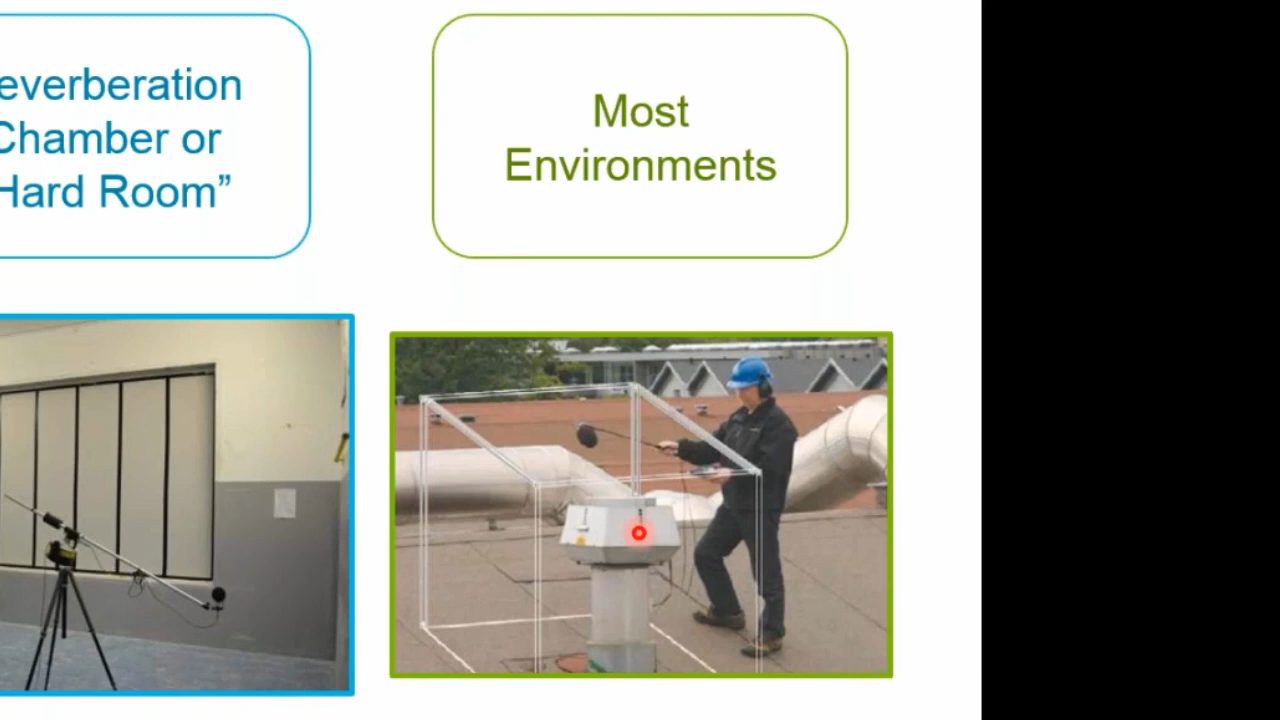 everberation
Chamber or
Hard Room”
Most
Environments